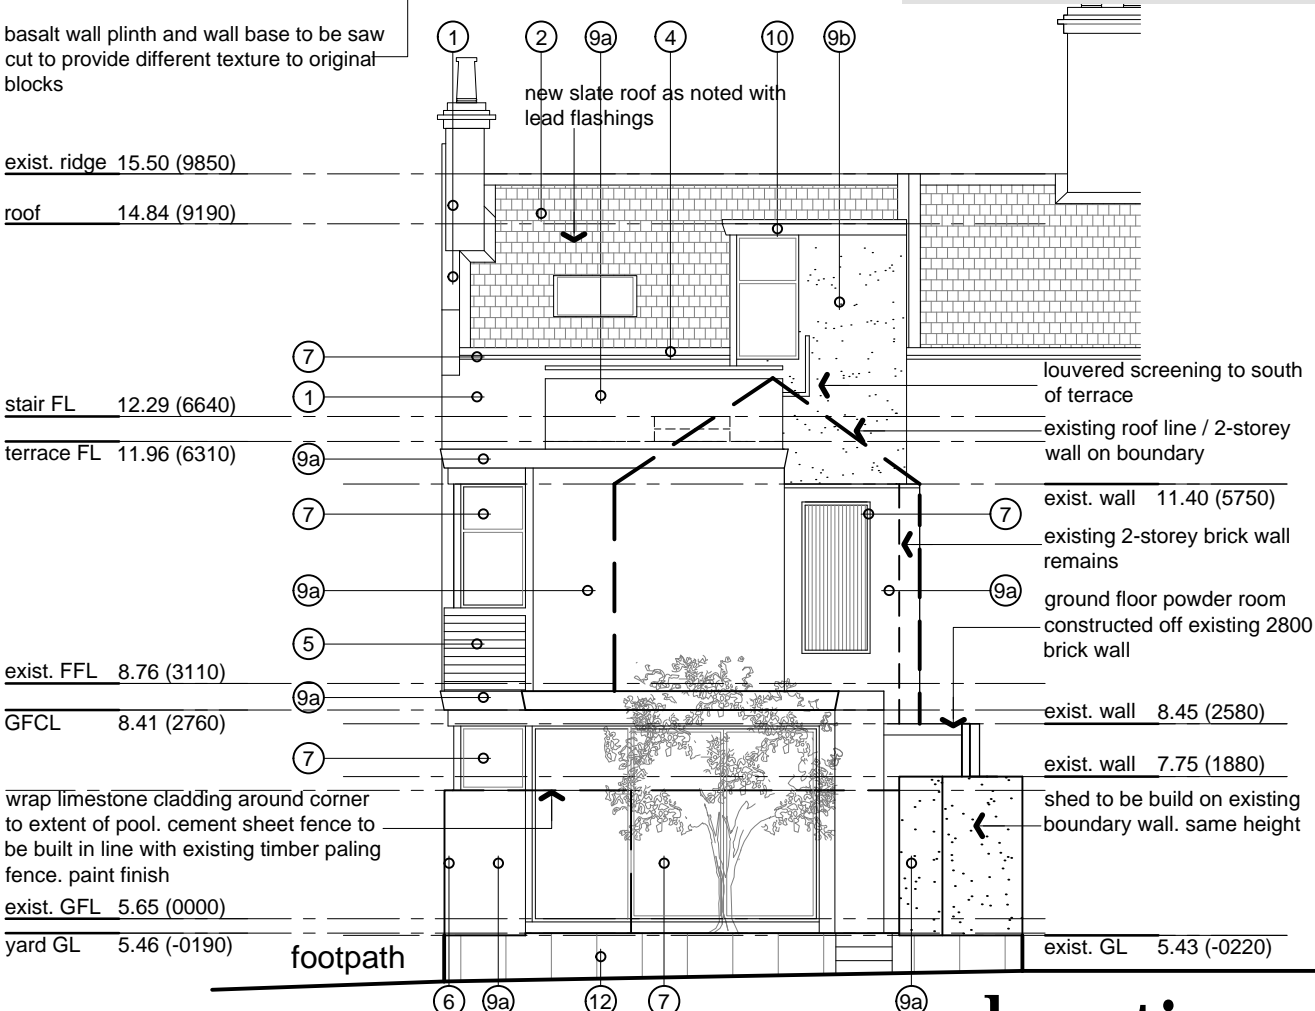 basalt wall plinth and wall base to be saw
cut to provide different texture to original
blocks
1
2
9a
4
10
9b
new slate roof as noted with
lead flashings
exist. ridge 15.50 (9850)
roof 14.84 (9190)
7
1
stair FL 12.29 (6640)
terrace FL 11.96 (6310)
9a
7
9a
5
exist. FFL 8.76 (3110)
9a
GFCL 8.41 (2760)
7
wrap limestone cladding around corner
to extent of pool. cement sheet fence to
be built in line with existing timber paling
fence. paint finish
exist. GFL 5.65 (0000)
yard GL 5.46 (-0190)
footpath
louvered screening to south
of terrace
existing roof line / 2-storey
wall on boundary
exist. wall 11.40 (5750)
7
existing 2-storey brick wall
remains
9a
ground floor powder room
constructed off existing 2800
brick wall
exist. wall 8.45 (2580)
exist. wall 7.75 (1880)
shed to be build on existing
boundary wall. same height
exist. GL 5.43 (-0220)
6
9a
12
7
9a